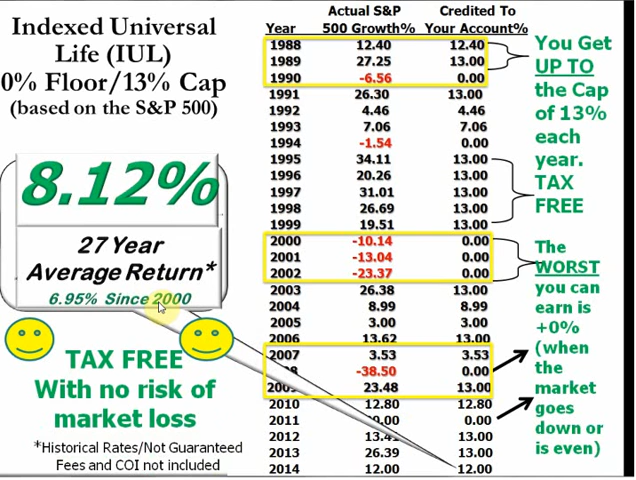 Indexed Universal
Life (IUL)
0% Floor/13% Cap
(based on the S&P 500)
8.12%
27 Year
Average Return*
6.95% Since 2000
TAX FREE
With no risk of
market loss
*Historical Rates/Not Guaranteed
Fees and COI not included
Actual S&P Credited To
Year 500 Growth% Your Account%
1988 12.40 12.40
1989 27.25 13.00
1990 -6.56 0.00
1991 26.30 13.00
1992 4.46 4.46
1993 7.06 7.06
1994 -1.54 0.00
1995 34.11 13.00
1996 20.26 13.00
1997 31.01 13.00
1998 26.69 13.00
1999 19.51 13.00
2000 -10.14 0.00
2001 -13.04 0.00
2002 -23.37 0.00
2003 26.38 13.00
2004 8.99 8.99
2005 3.00 3.00
2006 13.62 13.00
2007 3.53 3.53
-38.50 0.00
23.48 13.00
2010 12.80 12.80
2011 0.00
2012 13.00
2013 26.39 13.00
2014 12.00 12.00
You Get
UP TO
the Cap
of 13%
each
year.
TAX
FREE
The
WORST
you can
earn is
+0%
(when
the
market
goes
down or
is even)